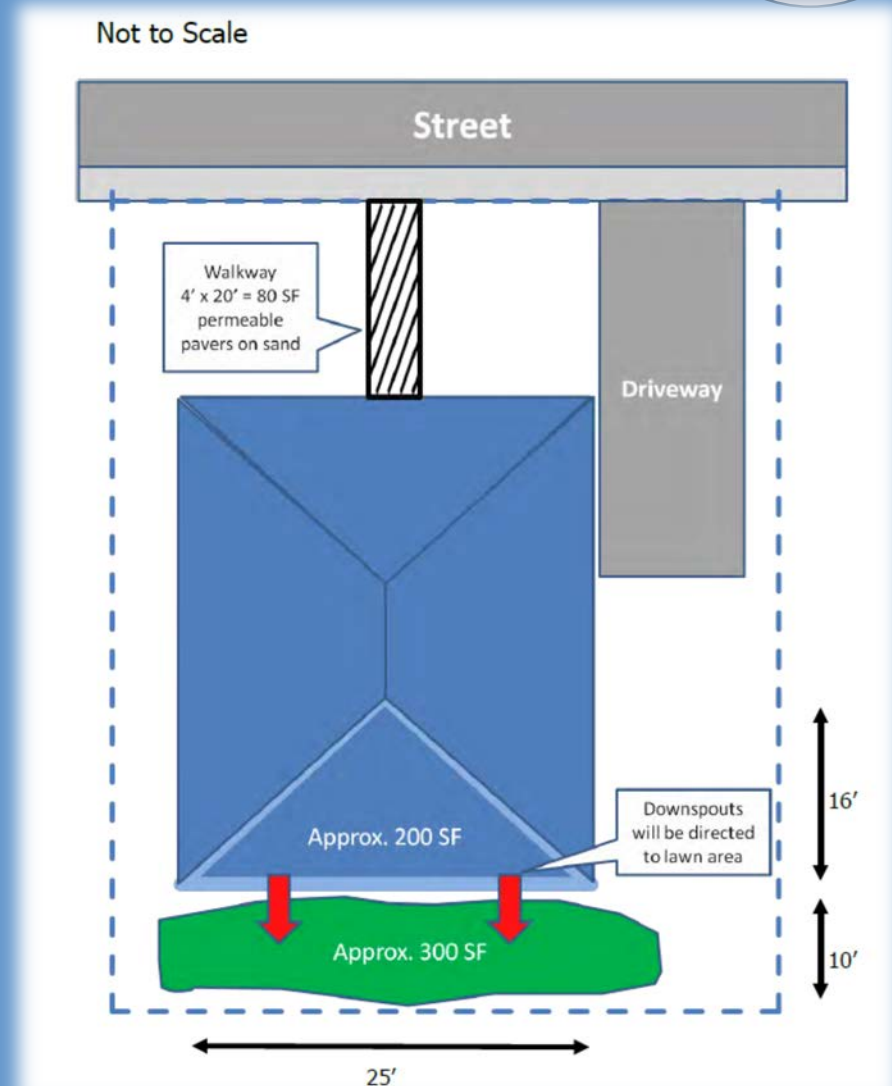 Not to Scale
Street
Walkway
4’ x 20’ = 80 SF
permeable
pavers on sand
Driveway
16’
Downspouts
will be directed
to lawn area
Approx. 200 SF
Approx. 300 SF
10’
25’